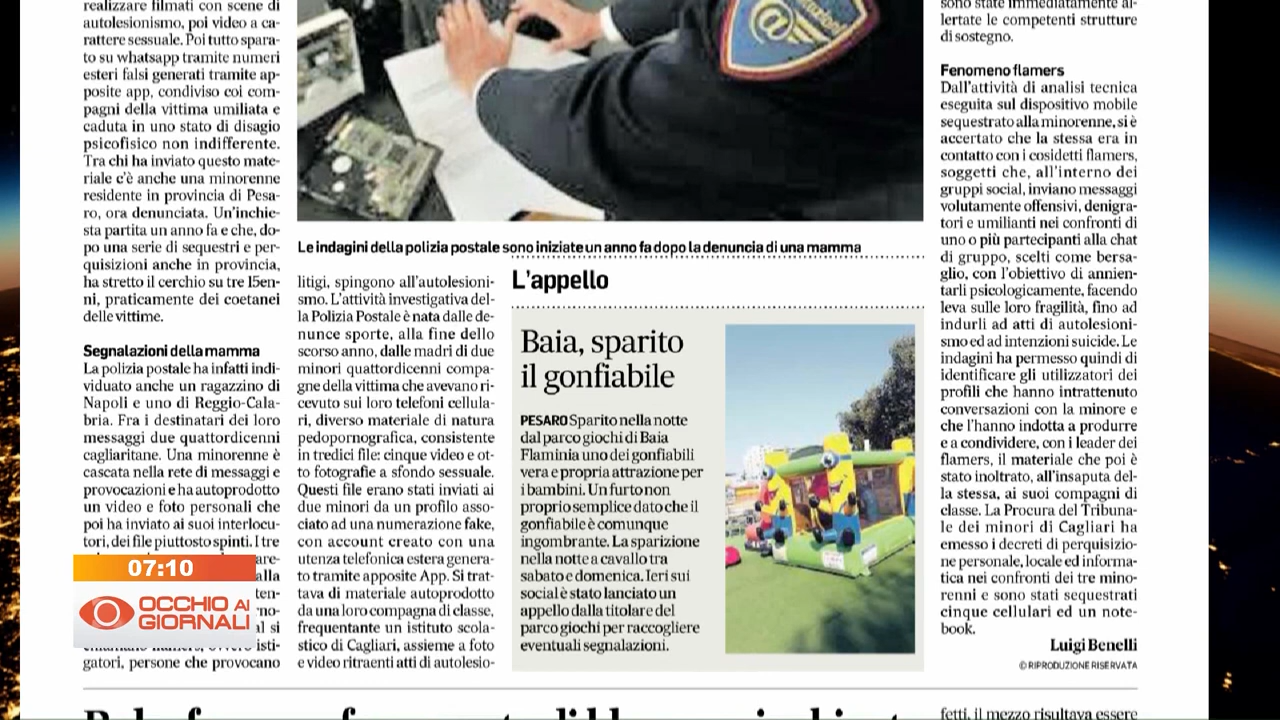 realizzare filmati con scene di
autolesionismo, poi video a ca-
rattere sessuale. Poi tutto spara-
to su whatsapp tramite numeri
esteri falsi generati tramite ap-
posite app, condiviso coi com-
pagni della vittima umiliata e
caduta in uno stato di disagio
psicofisico non indifferente.
Tra chi ha inviato questo mate-
riale c'è anche una minorenne
residente in provincia di Pesa-
ro, ora denunciata. Un'inchie-
sta partita un anno fa e che, do-
po una serie di sequestri e per-
quisizioni anche in provincia,
ha stretto il cerchio su tre 15en-
ni, praticamente dei coetanei
delle vittime.
Segnalazioni della mamma
La polizia postale ha infatti indi-
viduato anche un ragazzino di
Napoli e uno di Reggio-Cala-
bria. Fra i destinatari dei loro
messaggi due quattordicenni
cagliaritane. Una minorenne è
cascata nella rete di messaggi e
provocazioni e ha autoprodotto
un video e foto personali che
poi ha inviato ai suoi interlocu-
tori, dei file piuttosto spinti. I tre
are-
alla
ten-
rno-
al si
isti-
gatori, persone che provocano
Le indagini della polizia postale sono iniziate un anno fa dopo la denuncia di una mamma
litigi, spingono all'autolesioni-
smo. L'attività investigativa del-
la Polizia Postale è nata dalle de-
nunce sporte, alla fine dello
scorso anno, dalle madri di due
minori quattordicenni compa-
gne della vittima che avevano ri-
cevuto sui loro telefoni cellula-
ri, diverso materiale di natura
pedopornografica, consistente
in tredici file: cinque video e ot-
to fotografie a sfondo sessuale.
Questi file erano stati inviati ai
due minori da un profilo asso-
ciato ad una numerazione fake,
con account creato con una
utenza telefonica estera genera-
to tramite apposite App. Si trat-
tava di materiale autoprodotto
da una loro compagna di classe,
frequentante un istituto scola-
stico di Cagliari, assieme a foto
e video ritraenti atti di autolesio-
L'appello
Baia, sparito
il gonfiabile
PESARO Sparito nella notte
dal parco giochi di Baia
Flaminia uno dei gonfiabili
vera e propria attrazione per
i bambini. Un furto non
proprio semplice dato che il
gonfiabile è comunque
ingombrante. La sparizione
nella notte a cavallo tra
sabato e domenica. Ieri sui
social è stato lanciato un
appello dalla titolare del
parco giochi per raccogliere
eventuali segnalazioni.
sono state immediatamente al-
lertate le competenti strutture
di sostegno.
Fenomeno flamers
Dall'attività di analisi tecnica
eseguita sul dispositivo mobile
sequestrato alla minorenne, si è
accertato che la stessa era in
contatto con i cosidetti flamers,
soggetti che, all'interno dei
gruppi social, inviano messaggi
volutamente offensivi, denigra-
tori e umilianti nei confronti di
uno o più partecipanti alla chat
di gruppo, scelti come bersa-
glio, con l'obiettivo di annien-
tarli psicologicamente, facendo
leva sulle loro fragilità, fino ad
indurli ad atti di autolesioni-
smo ed ad intenzioni suicide. Le
indagini ha permesso quindi di
identificare gli utilizzatori dei
profili che hanno intrattenuto
conversazioni con la minore e
che l'hanno indotta a produrre
e a condividere, con i leader dei
flamers, il materiale che poi è
stato inoltrato, all'insaputa del-
la stessa, ai suoi compagni di
classe. La Procura del Tribuna-
le dei minori di Cagliari ha
emesso i decreti di perquisizio-
ne personale, locale ed informa-
tica nei confronti dei tre mino-
renni e sono stati sequestrati
cinque cellulari ed un note-
book.
Luigi Benelli
© RIPRODUZIONE RISERVATA
fetti, il mezzo risultava essere
07:10
OCCHIO AI
GIORNALI